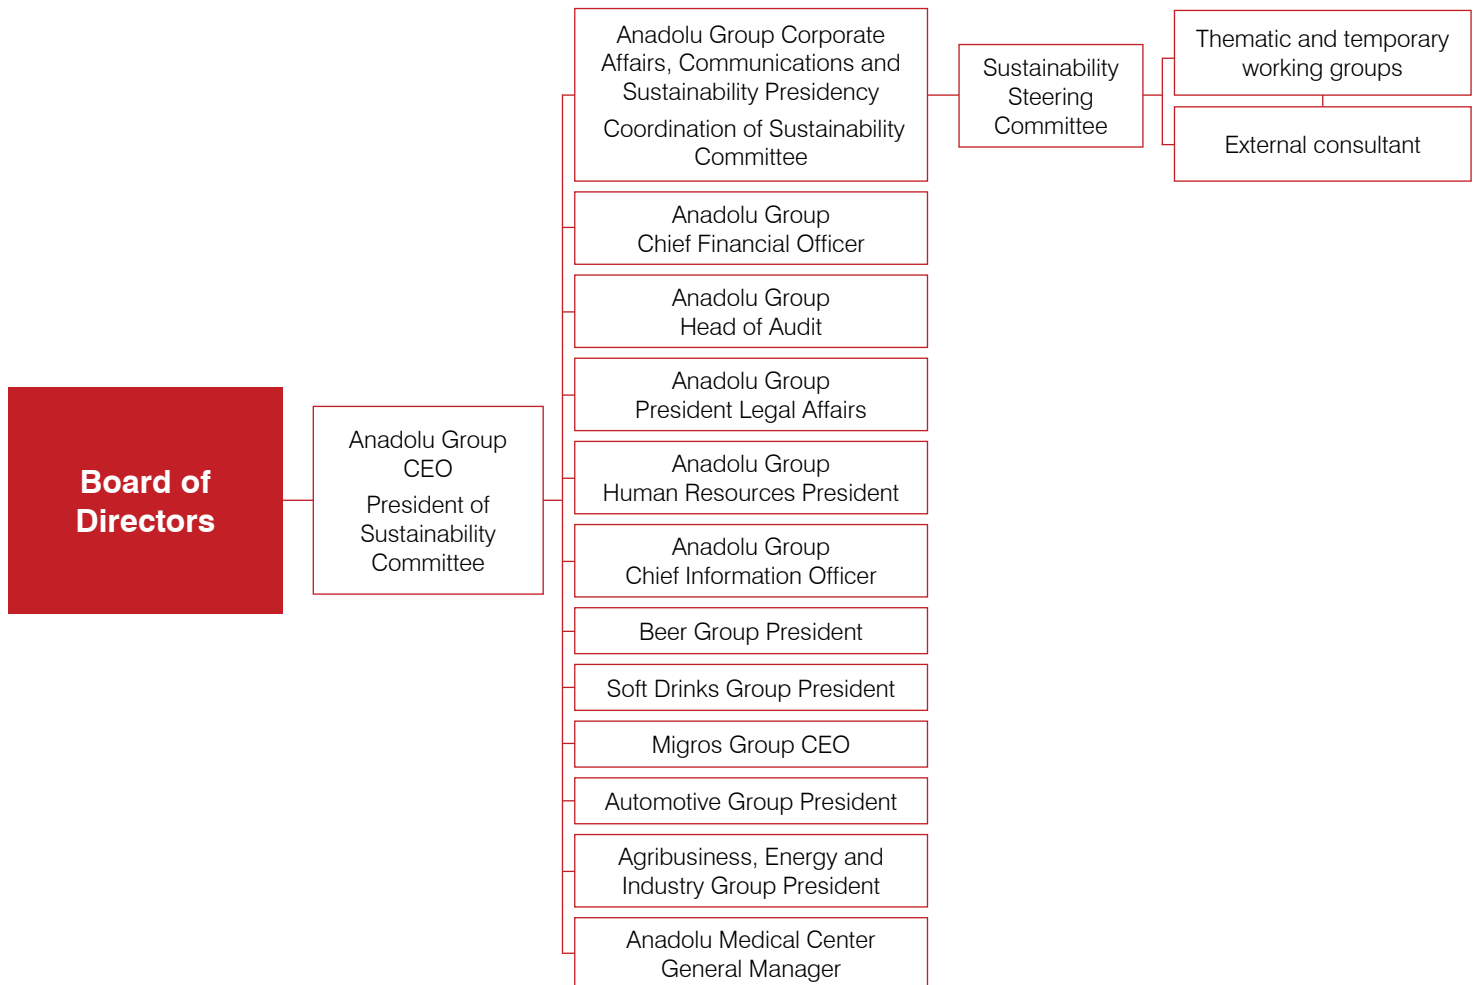 Board of
Directors
Anadolu Group
CEO
President of
Sustainability
Committee
Anadolu Group Corporate
Affairs, Communications and
Sustainability Presidency
Coordination of Sustainability
Committee
Sustainability
Steering
Committee
Thematic and temporary
working groups
External consultant
Anadolu Group
Chief Financial Officer
Anadolu Group
Head of Audit
Anadolu Group
President Legal Affairs
Anadolu Group
Human Resources President
Anadolu Group
Chief Information Officer
Beer Group President
Soft Drinks Group President
Migros Group CEO
Automotive Group President
Agribusiness, Energy and
Industry Group President
Anadolu Medical Center
General Manager